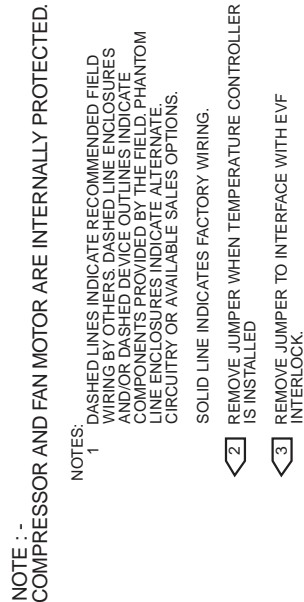 NOTE : -
COMPRESSOR AND FAN MOTOR ARE INTERNALLY PROTECTED.
NOTES:
1 DASHED LINES INDICATE RECOMMENDED FIELD
WIRING BY OTHERS. DASHED LINE ENCLOSURES
AND/OR DASHED DEVICE OUTLINES INDICATE
COMPONENTS PROVIDED BY THE FIELD. PHANTOM
LINE ENCLOSURES INDICATE ALTERNATE.
CIRCUITRY OR AVAILABLE SALES OPTIONS.
SOLID LINE INDICATES FACTORY WIRING.
2 REMOVE JUMPER WHEN TEMPERATURE CONTROLLER
IS INSTALLED
3 REMOVE JUMPER TO INTERFACE WITH EVF
INTERLOCK.